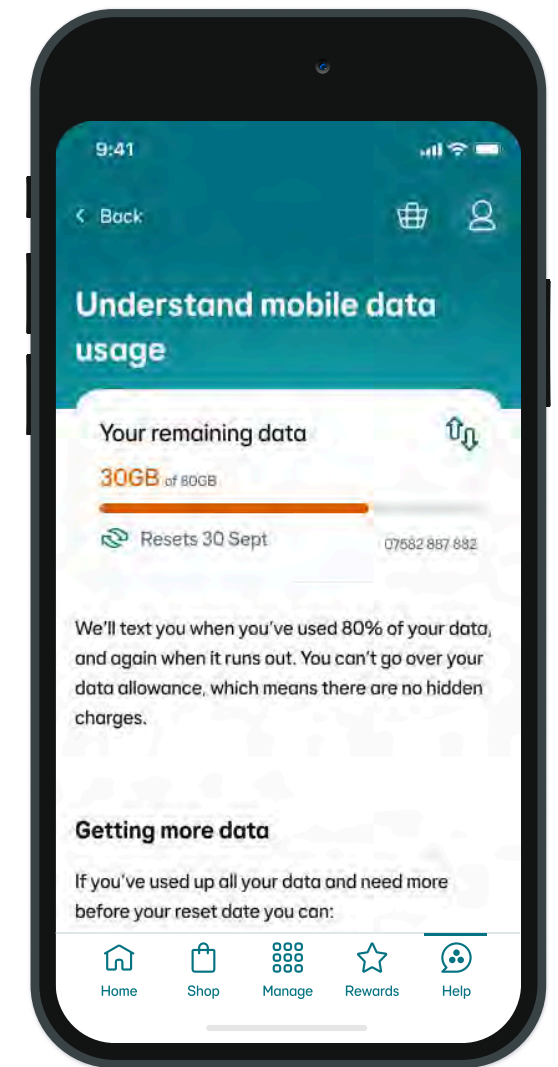 9:41
Back
Understand mobile data
usage
Your remaining data
30GB of 80GB
Resets 30 Sept
07582 887 882
We'll text you when you've used 80% of your data,
and again when it runs out. You can't go over your
data allowance, which means there are no hidden
charges.
Getting more data
If you've used up all your data and need more
before your reset date you can:
Home
Shop
Manage
Rewards
Help